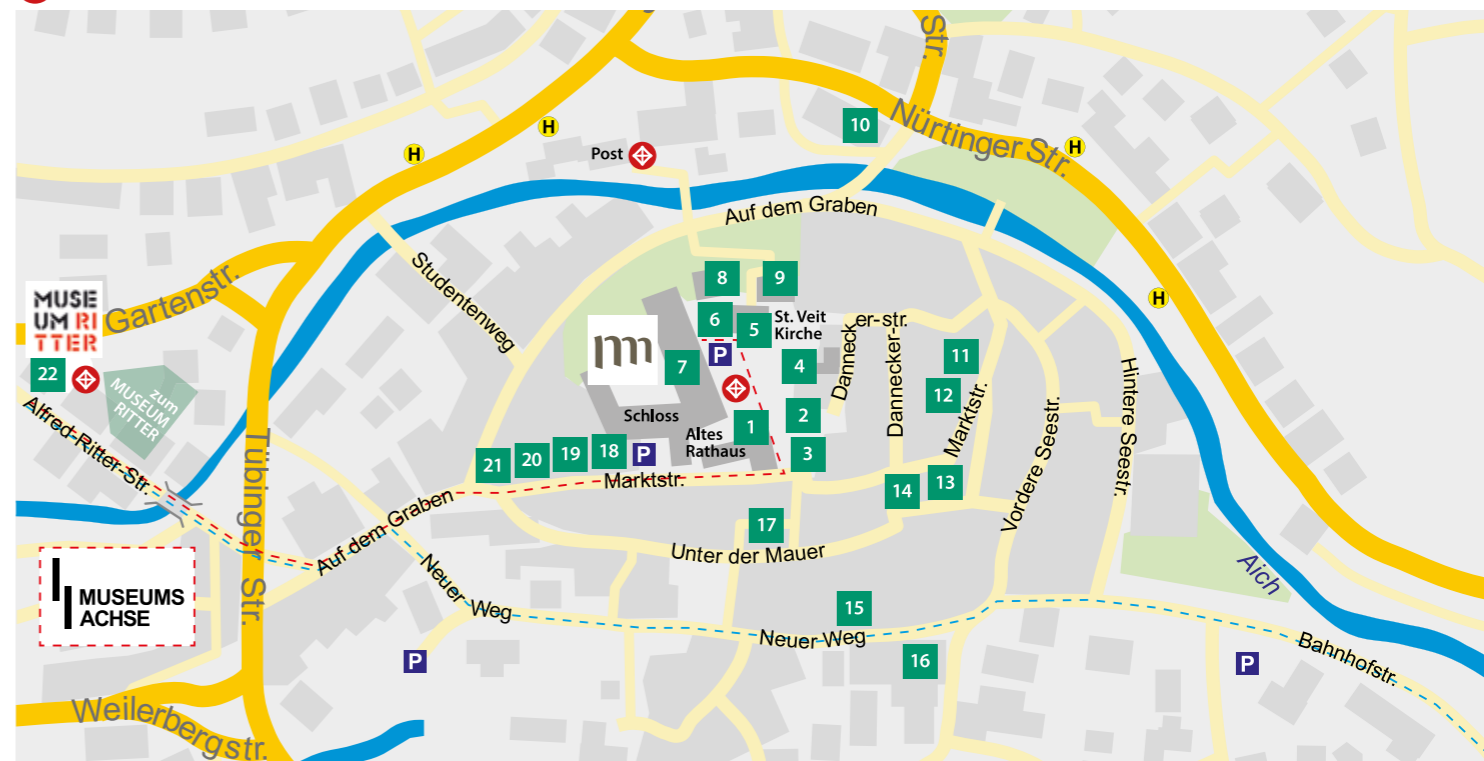 Str.
Nürtinger Str.
10
H
H
H
Post
Auf dem Graben
Studentenweg
8
9
MUSE
UM RI
TTER
Gartenstr.
H
6
5
St. Veit
Kirche
Dannecker-str.
m
P
7
4
11
22
zum
MUSEUM
RITTER
Alfred-Ritter-Str.
Schloss
2
Dannecker-
12
Marktstr.
Hintere Seestr.
1
Altes
Rathaus
3
21
20
19
18
P
Marktstr.
14
13
Vordere Seestr.
Tübinger Str.
Auf dem Graben
17
Unter der Mauer
Aich
MUSEUMS
ACHSE
Neuer Weg
15
Neuer Weg
16
P
P
Bahnhofstr.
Weilerbergstr.